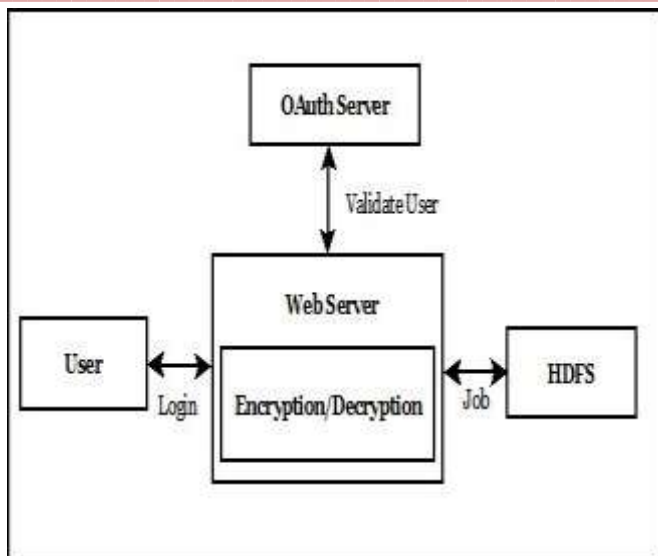 OAuth Server
Validate User
Web Server
User
Login
Encryption/Decryption
Job
HDFS